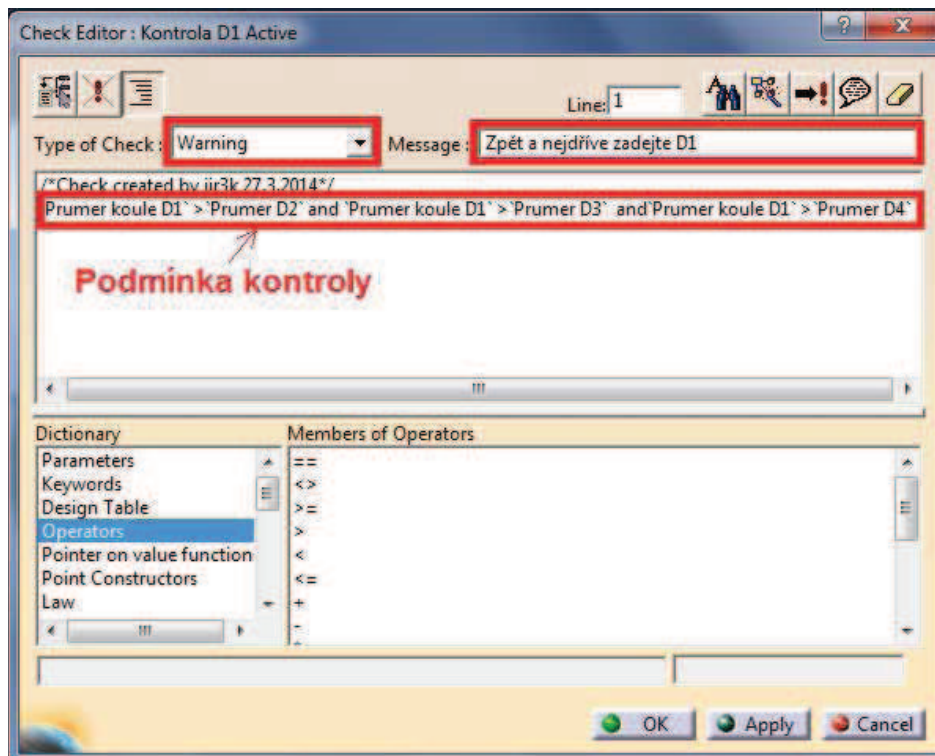 Check Editor : Kontrola D1 Active
Line: 1
Type of Check : Warning Message : Zpět a nejdříve zadejte D1
/*Check created by jir3k 27.3.2014*/
Prumer koule D1` >`Prumer D2` and `Prumer koule D1` >`Prumer D3` and`Prumer koule D1` >`Prumer D4`
Podmínka kontroly
Dictionary Members of Operators
Parameters ==
Keywords <>
Design Table >=
Operators >
Pointer on value function <
Point Constructors <=
Law +
-
OK Apply Cancel